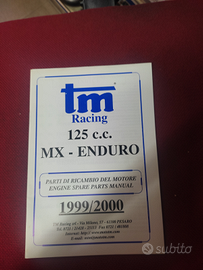 tm
Racing
125 c.c.
MX - ENDURO
PARTI DI RICAMBIO DEL MOTORE
ENGINE SPARE PARTS MANUAL
1999/2000
subito